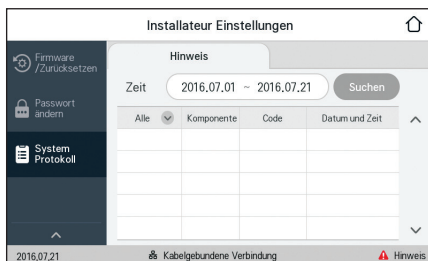 Installateur Einstellungen
Firmware
/Zurücksetzen
Passwort
ändern
System
Protokoll
Hinweis
Zeit 2016.07.01 ~ 2016.07.21 Suchen
Alle Komponente Code Datum und Zeit
2016,07,21 Kabelgebundene Verbindung Hinweis